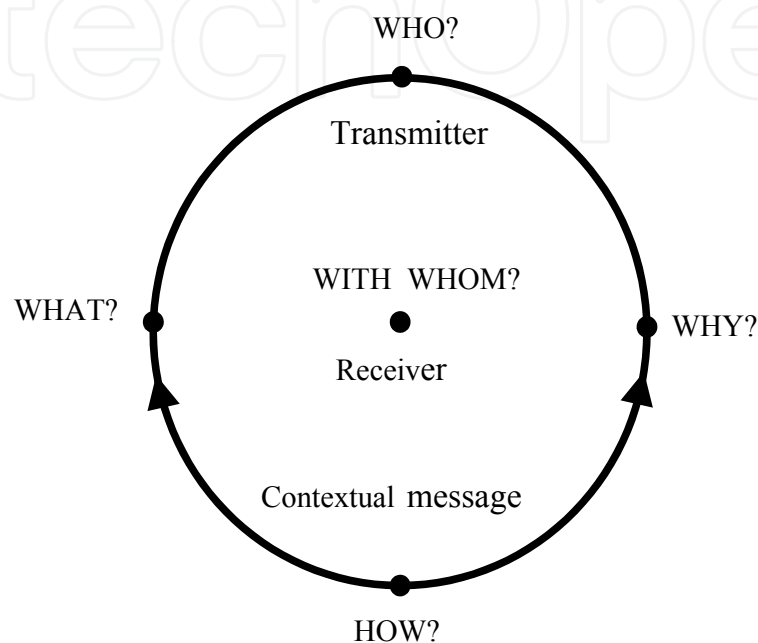 WHO?
Transmitter
WITH WHOM?
WHAT?
WHY?
Receiver
Contextual message
HOW?